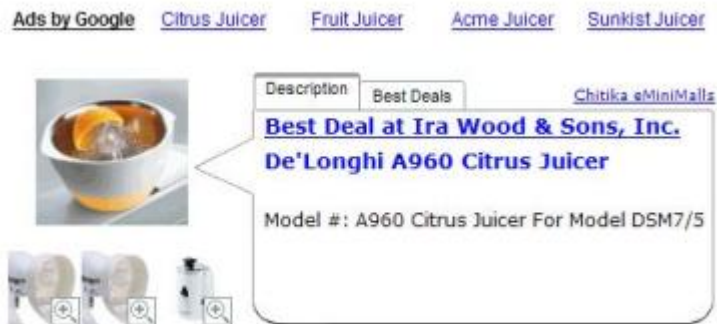 Ads by Google Citrus Juicer Fruit Juicer Acme Juicer Sunkist Juicer
Description Best Deals Chitika eMiniMalls
Best Deal at Ira Wood & Sons, Inc.
De'Longhi A960 Citrus Juicer
Model #: A960 Citrus Juicer For Model DSM7/5